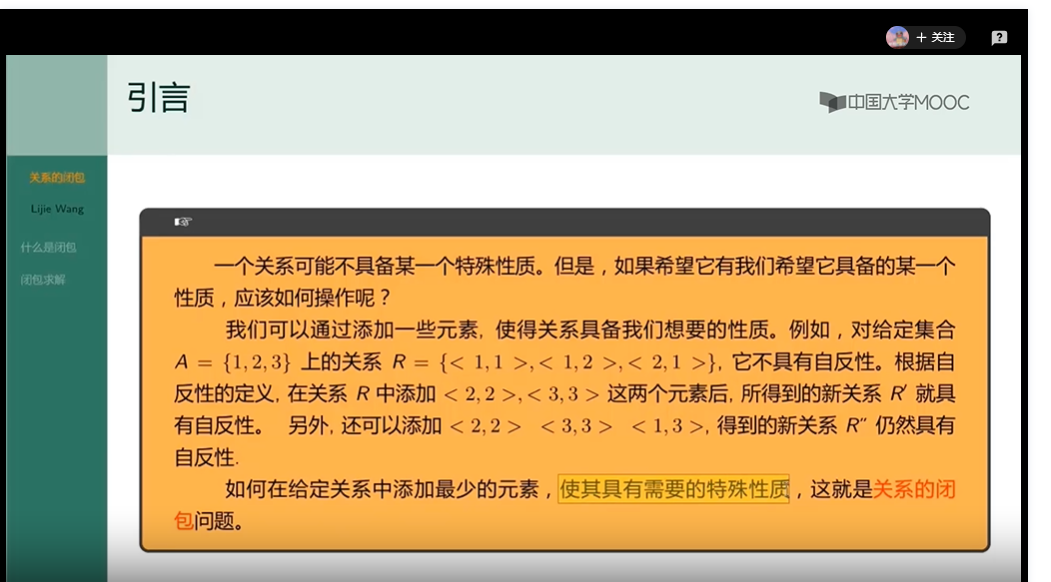 + 关注
引言
中国大学MOOC
关系的闭包
Lijie Wang
什么是闭包
闭包求解
一个关系可能不具备某一个特殊性质。但是，如果希望它有我们希望它具备的某一个
性质，应该如何操作呢？
我们可以通过添加一些元素, 使得关系具备我们想要的性质。例如，对给定集合
A = {1, 2, 3} 上的关系 R = {< 1, 1 >, < 1, 2 >, < 2, 1 >}, 它不具有自反性。根据自
反性的定义, 在关系 R 中添加 < 2, 2 >, < 3, 3 > 这两个元素后, 所得到的新关系 R′ 就具
有自反性。 另外, 还可以添加 < 2, 2 > < 3, 3 > < 1, 3 >, 得到的新关系 R″ 仍然具有
自反性.
如何在给定关系中添加最少的元素，使其具有需要的特殊性质，这就是关系的闭
包问题。